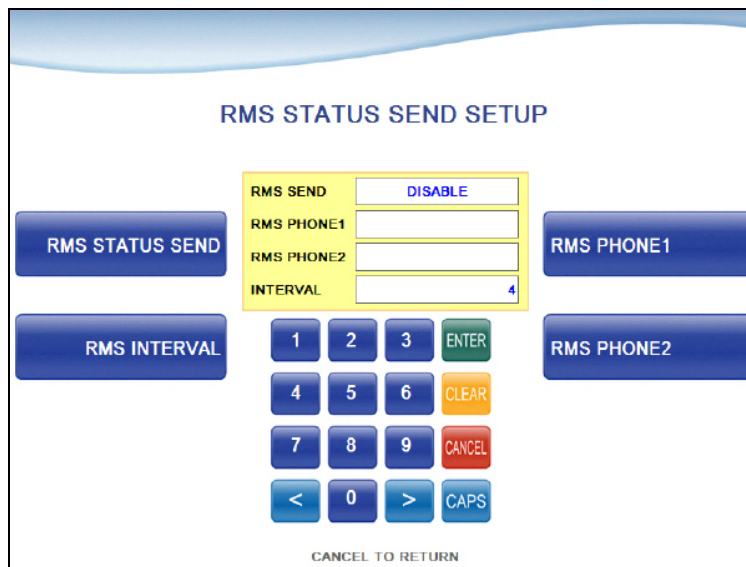 RMS STATUS SEND SETUP
RMS SEND DISABLE
RMS PHONE1
RMS PHONE2
INTERVAL 4
RMS STATUS SEND
RMS PHONE1
RMS INTERVAL
RMS PHONE2
1 2 3 ENTER
4 5 6 CLEAR
7 8 9 CANCEL
< 0 > CAPS
CANCEL TO RETURN